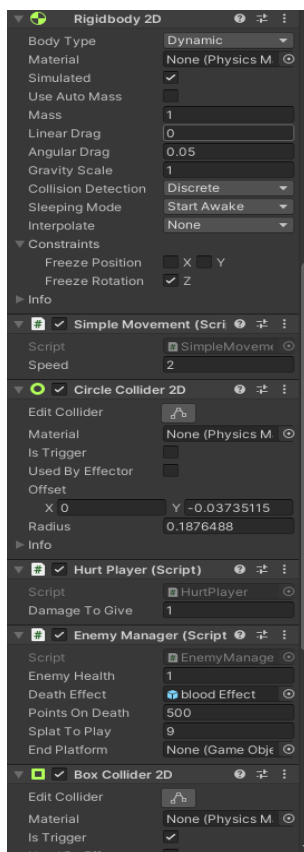 Rigidbody 2D
Body Type Dynamic
Material None (Physics M
Simulated
Use Auto Mass
Mass 1
Linear Drag 0
Angular Drag 0.05
Gravity Scale 1
Collision Detection Discrete
Sleeping Mode Start Awake
Interpolate None
Constraints
Freeze Position X Y
Freeze Rotation Z
Info
# Simple Movement (Scri
Script # SimpleMoveme
Speed 2
Circle Collider 2D
Edit Collider
Material None (Physics M
Is Trigger
Used By Effector
Offset
X 0 Y -0.03735115
Radius 0.1876488
Info
# Hurt Player (Script)
Script # HurtPlayer
Damage To Give 1
# Enemy Manager (Script
Script # EnemyManage
Enemy Health 1
Death Effect blood Effect
Points On Death 500
Splat To Play 9
End Platform None (Game Obje
Box Collider 2D
Edit Collider
Material None (Physics M
Is Trigger